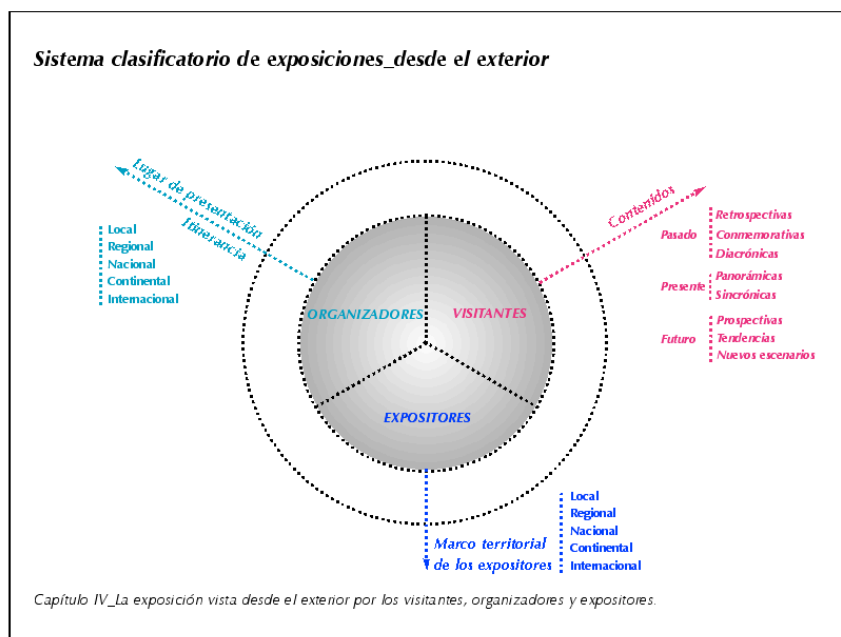 Sistema clasificatorio de exposiciones_desde el exterior
Lugar de presentación
Itinerancia
Local
Regional
Nacional
Continental
Internacional
ORGANIZADORES
VISITANTES
EXPOSITORES
Contenidos
Pasado
Retrospectivas
Conmemorativas
Diacrónicas
Presente
Panorámicas
Sincrónicas
Futuro
Prospectivas
Tendencias
Nuevos escenarios
Marco territorial
de los expositores
Local
Regional
Nacional
Continental
Internacional
Capítulo IV_La exposición vista desde el exterior por los visitantes, organizadores y expositores.